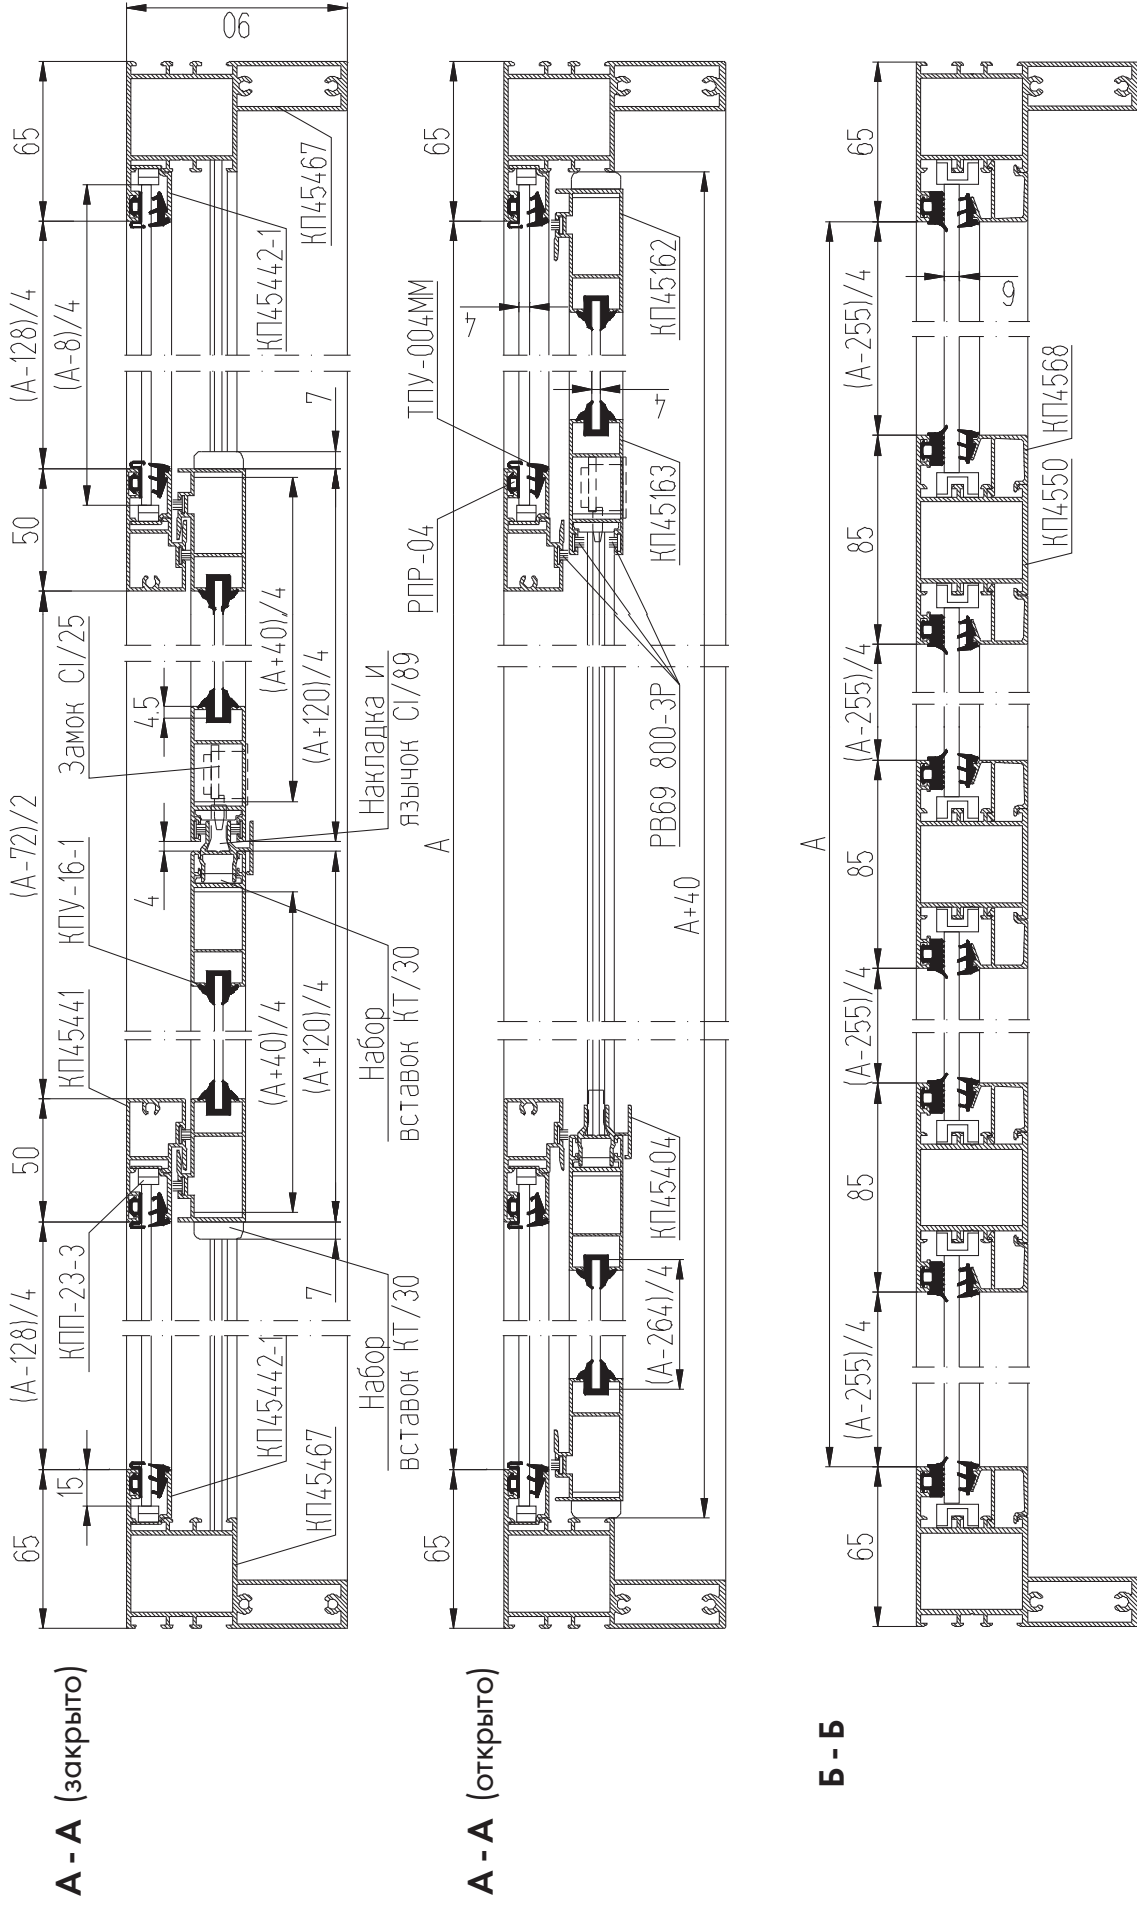 А - А (закрыто)
65
(А-128)/4
50
(А-72)/2
50
(А-128)/4
65
15
КПП-23-3
КП45441
КПУ-16-1
Замок CI/25
(А-8)/4
4
4.5
90
КП45442-1
КП45467
(А+40)/4
(А+40)/4
КП45442-1
КП45467
7
(А+120)/4
(А+120)/4
7
Набор
вставок КТ/30
Набор
вставок КТ/30
Накладка и
язычок CI/89
А - А (открыто)
65
А
65
РПР-04
ТПУ-004ММ
4
4
(А-264)/4
КП45404
РВ69 800-3Р
КП45163
КП45162
А+40
Б - Б
А
65
(А-255)/4
85
(А-255)/4
85
(А-255)/4
85
(А-255)/4
65
6
КП4550
КП4568